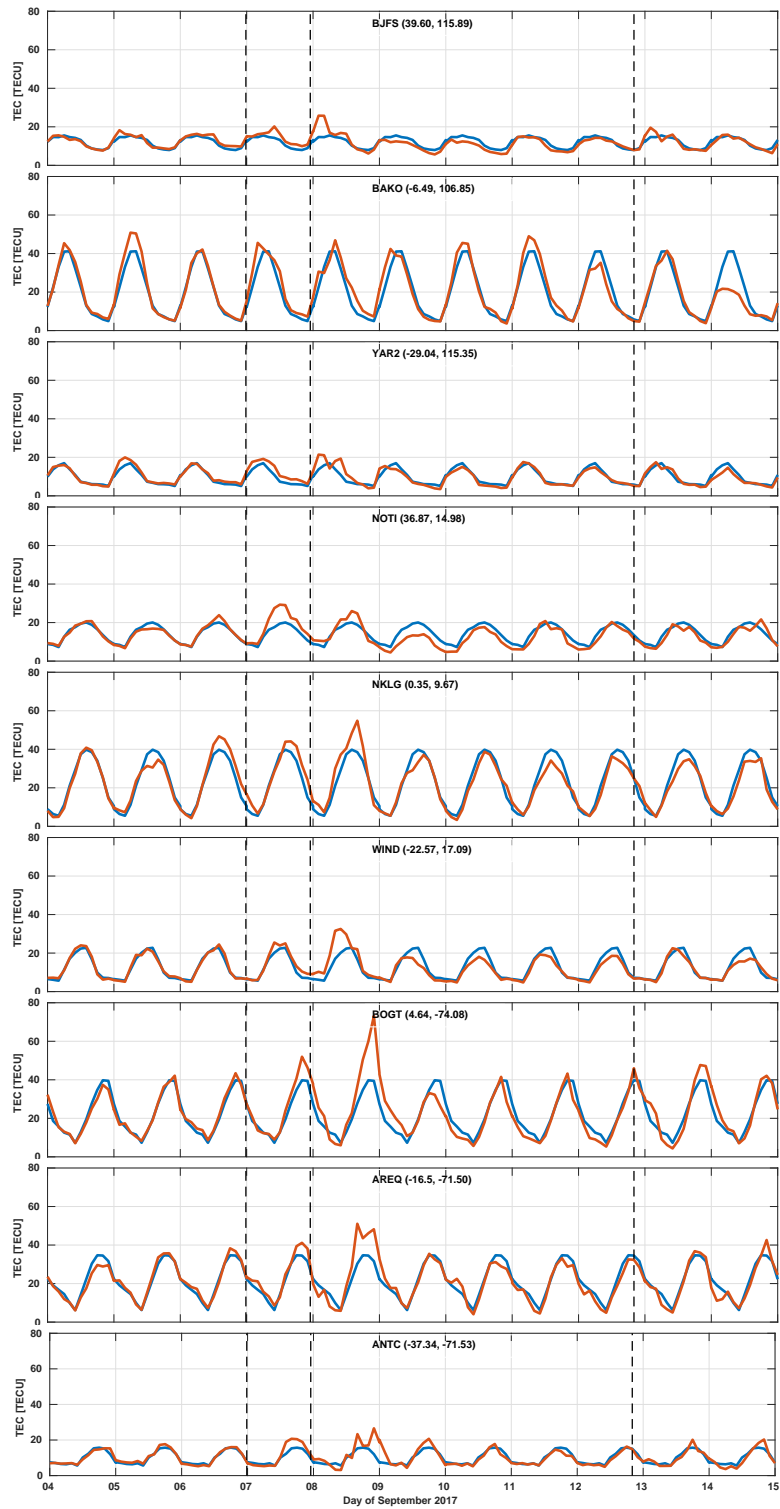 BJFS (39.60, 115.89)
80
60
40
20
0
TEC [TECU]
BAKO (-6.49, 106.85)
80
60
40
20
0
TEC [TECU]
YAR2 (-29.04, 115.35)
80
60
40
20
0
TEC [TECU]
NOTI (36.87, 14.98)
80
60
40
20
0
TEC [TECU]
NKLG (0.35, 9.67)
80
60
40
20
0
TEC [TECU]
WIND (-22.57, 17.09)
80
60
40
20
0
TEC [TECU]
BOGT (4.64, -74.08)
80
60
40
20
0
TEC [TECU]
AREQ (-16.5, -71.50)
80
60
40
20
0
TEC [TECU]
ANTC (-37.34, -71.53)
80
60
40
20
0
TEC [TECU]
04 05 06 07 08 09 10 11 12 13 14 15
Day of September 2017